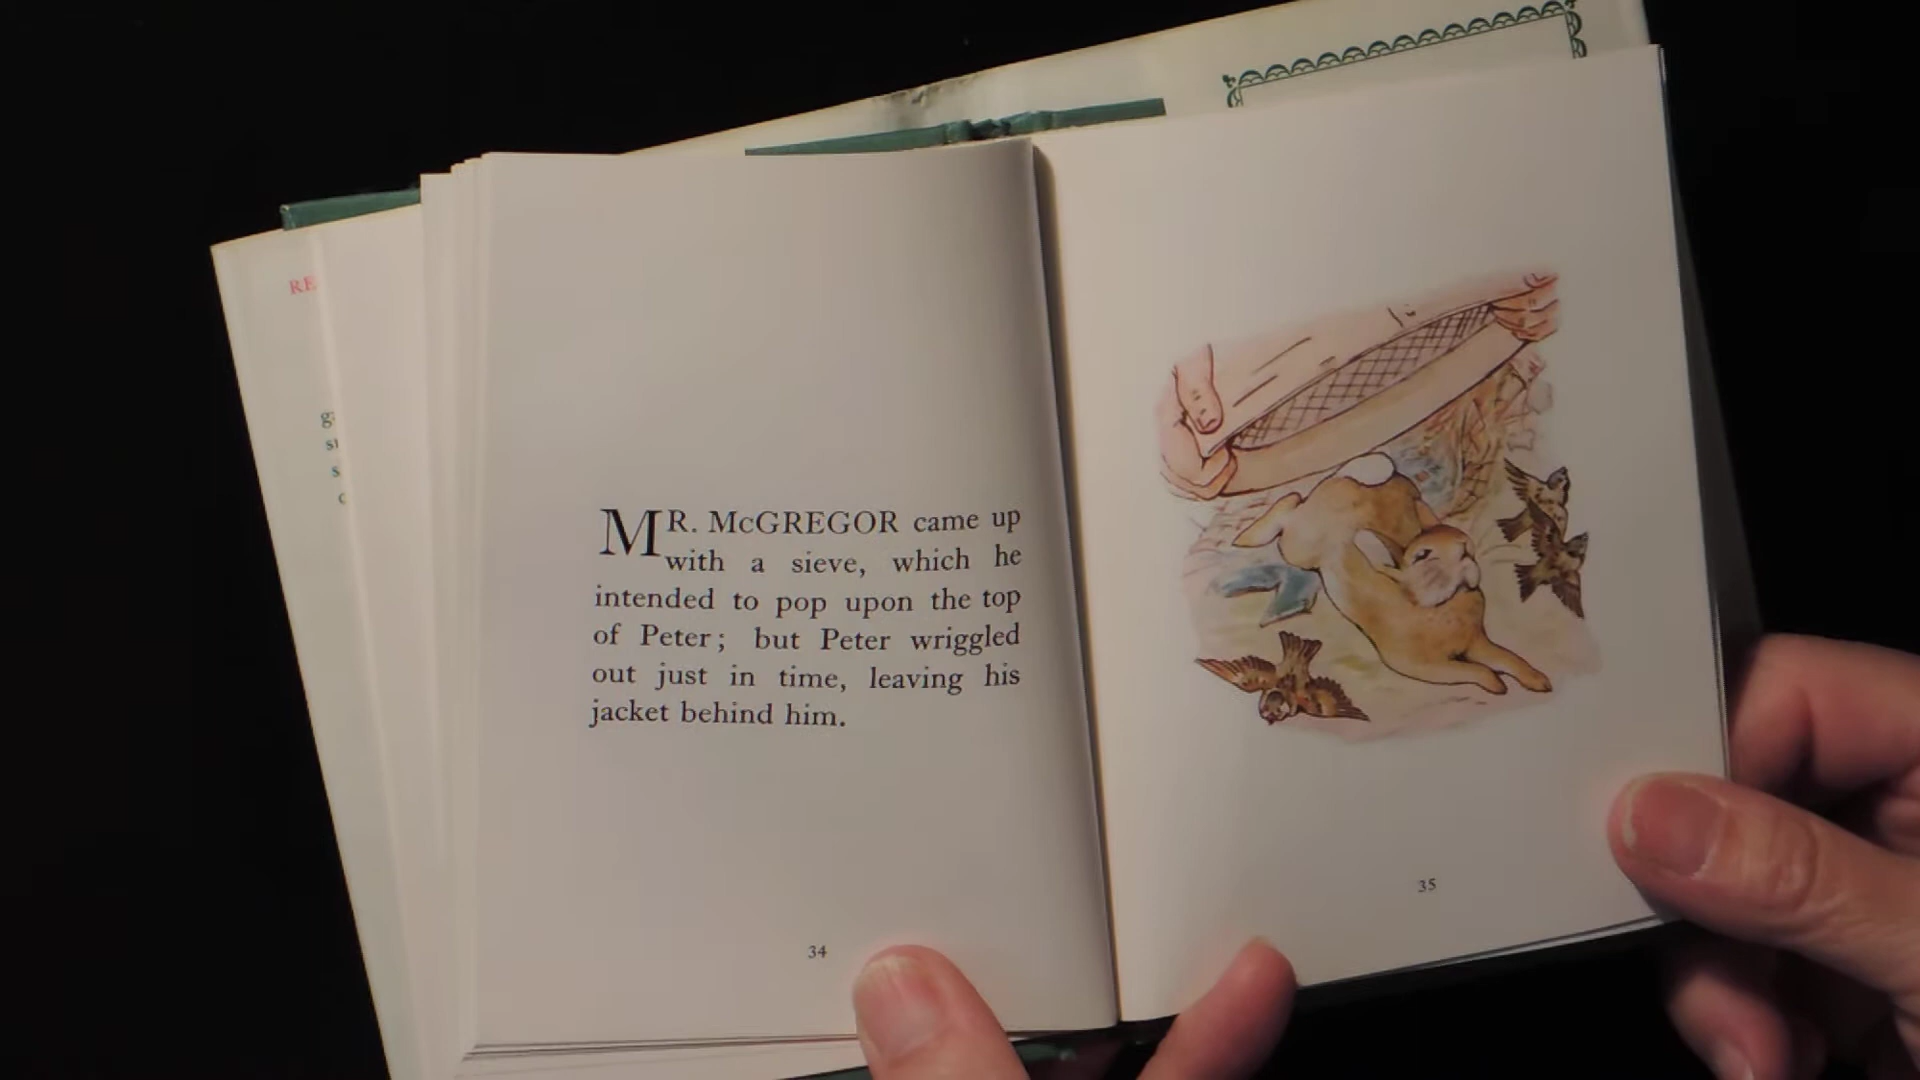 RE
MR. McGREGOR came up
with a sieve, which he
intended to pop upon the top
of Peter; but Peter wriggled
out just in time, leaving his
jacket behind him.
34
35